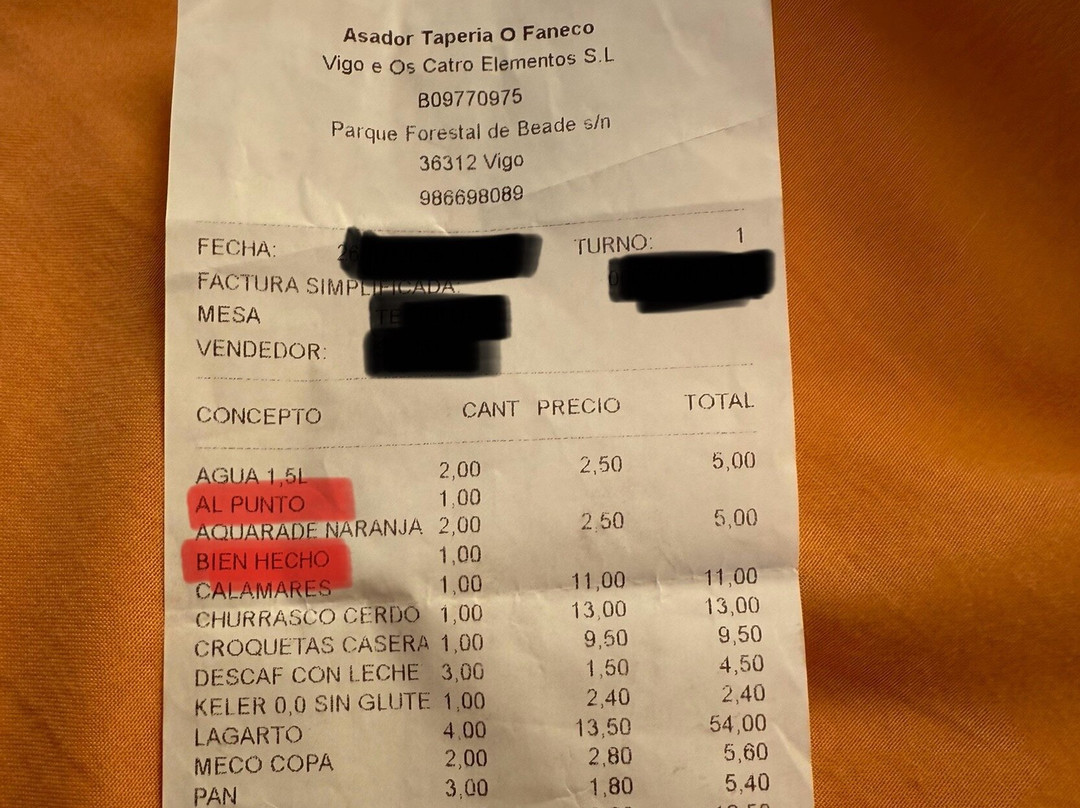 Asador Taperia O Faneco
Vigo e Os Catro Elementos S.L
B09770975
Parque Forestal de Beade s/n
36312 Vigo
986698089
FECHA: TURNO: 1
FACTURA SIMPLIFICADA:
MESA
VENDEDOR:
CONCEPTO CANT PRECIO TOTAL
AGUA 1,5L 2,00 2,50 5,00
AL PUNTO 1,00
AQUARADE NARANJA 2,00 2,50 5,00
BIEN HECHO 1,00
CALAMARES 1,00 11,00 11,00
CHURRASCO CERDO 1,00 13,00 13,00
CROQUETAS CASERA 1,00 9,50 9,50
DESCAF CON LECHE 3,00 1,50 4,50
KELER 0,0 SIN GLUTE 1,00 2,40 2,40
LAGARTO 4,00 13,50 54,00
MECO COPA 2,00 2,80 5,60
PAN 3,00 1,80 5,40